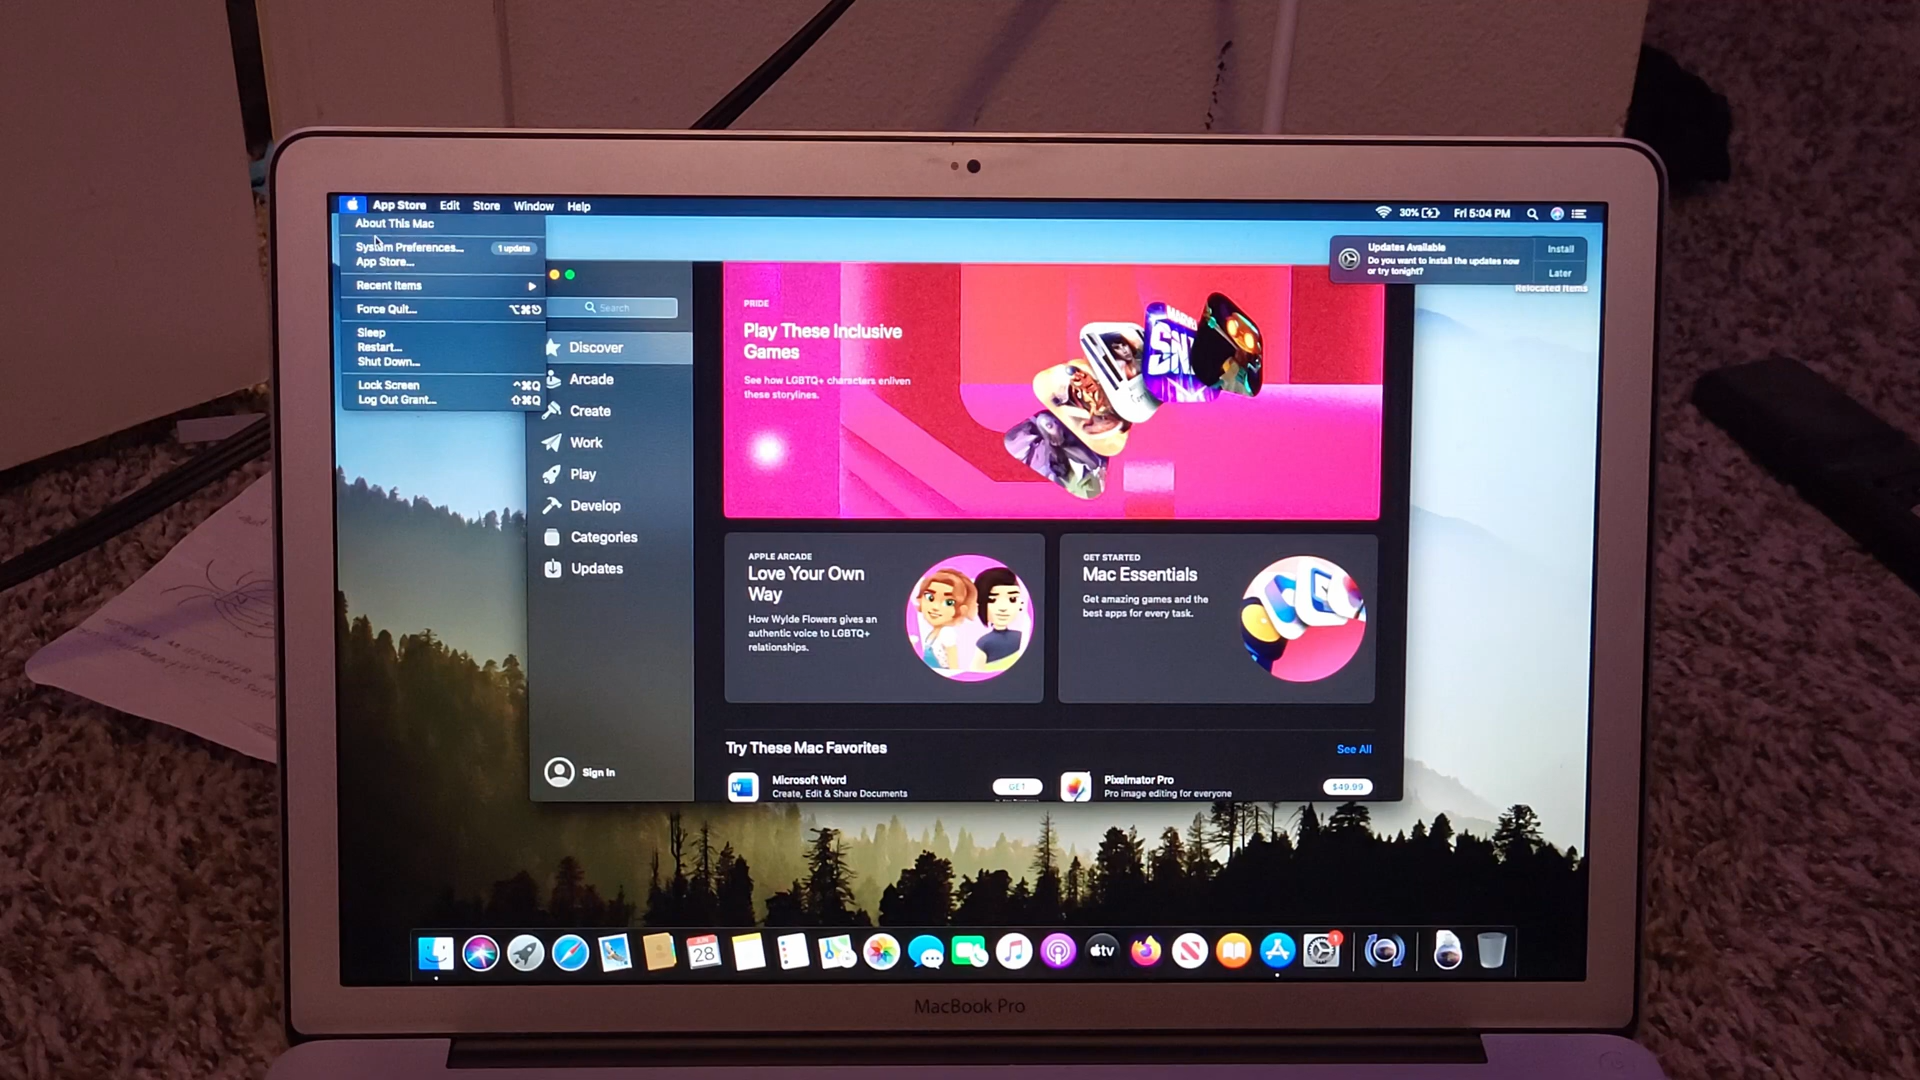 App Store Edit Store Window Help
30% Fri 5:04 PM
About This Mac
System Preferences... 1 update
App Store...
Recent Items
Force Quit... ⌥⌘⎋
Sleep
Restart...
Shut Down...
Lock Screen ^⌘Q
Log Out Grant... ⇧⌘Q
Updates Available
Do you want to install the updates now
or try tonight?
Install
Later
Relocated Items
Search
Discover
Arcade
Create
Work
Play
Develop
Categories
Updates
Sign In
PRIDE
Play These Inclusive
Games
See how LGBTQ+ characters enliven
these storylines.
MARVEL
SN
APPLE ARCADE
Love Your Own
Way
How Wylde Flowers gives an
authentic voice to LGBTQ+
relationships.
GET STARTED
Mac Essentials
Get amazing games and the
best apps for every task.
Try These Mac Favorites
See All
Microsoft Word
Create, Edit & Share Documents
GET
Pixelmator Pro
Pro image editing for everyone
$49.99
JUN
28
tv
1
MacBook Pro